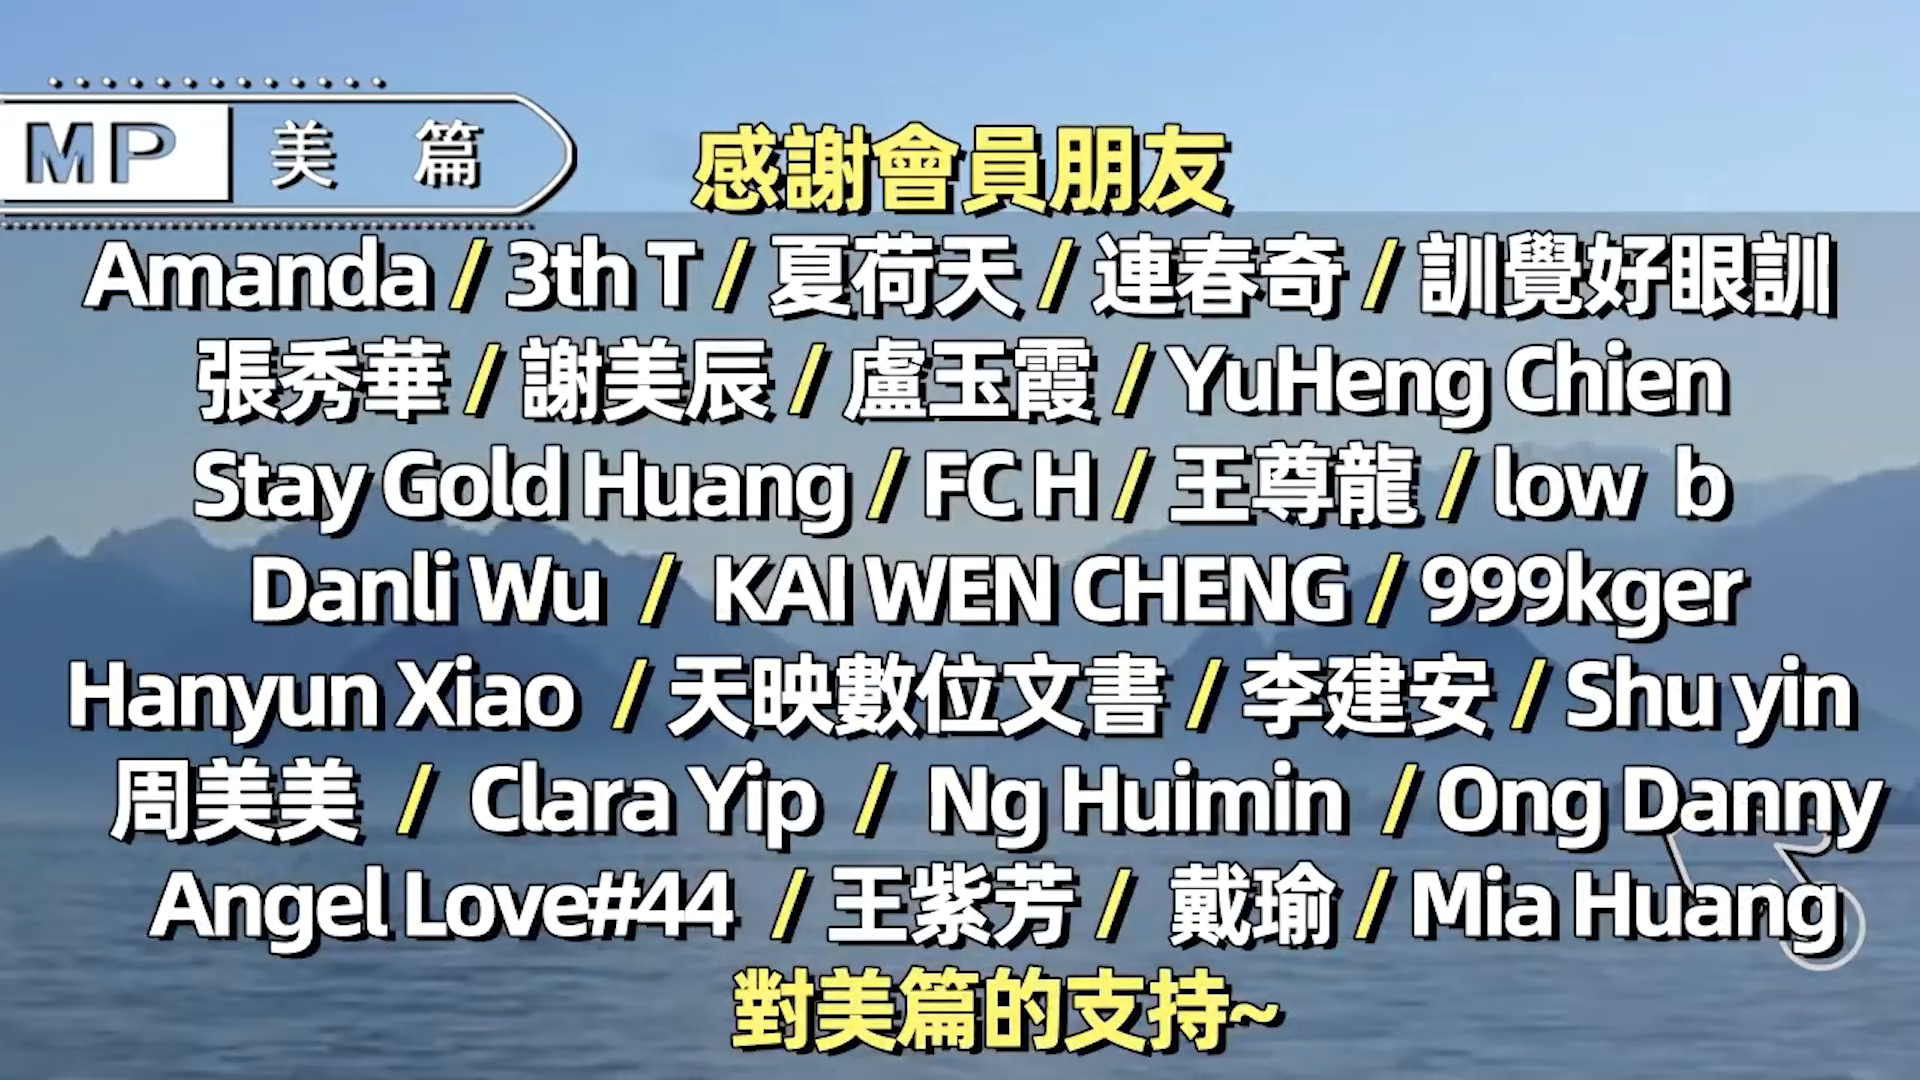 MP 美篇
感謝會員朋友
Amanda / 3th T / 夏荷天 / 連春奇 / 訓覺好眼訓
張秀華 / 謝美辰 / 盧玉霞 / YuHeng Chien
Stay Gold Huang / FC H / 王尊龍 / low b
Danli Wu / KAI WEN CHENG / 999kger
Hanyun Xiao / 天映數位文書 / 李建安 / Shu yin
周美美 / Clara Yip / Ng Huimin / Ong Danny
Angel Love#44 / 王紫芳 / 戴瑜 / Mia Huang
對美篇的支持~